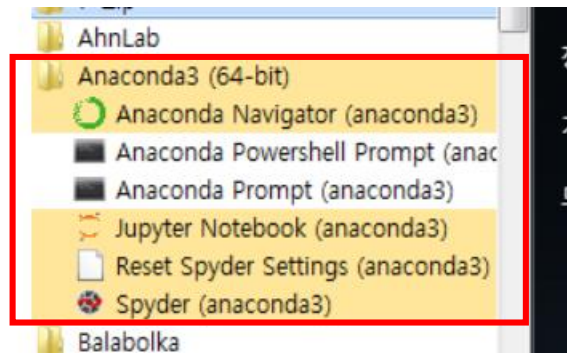 AhnLab
Anaconda3 (64-bit)
Anaconda Navigator (anaconda3)
Anaconda Powershell Prompt (anac
Anaconda Prompt (anaconda3)
Jupyter Notebook (anaconda3)
Reset Spyder Settings (anaconda3)
Spyder (anaconda3)
Balabolka